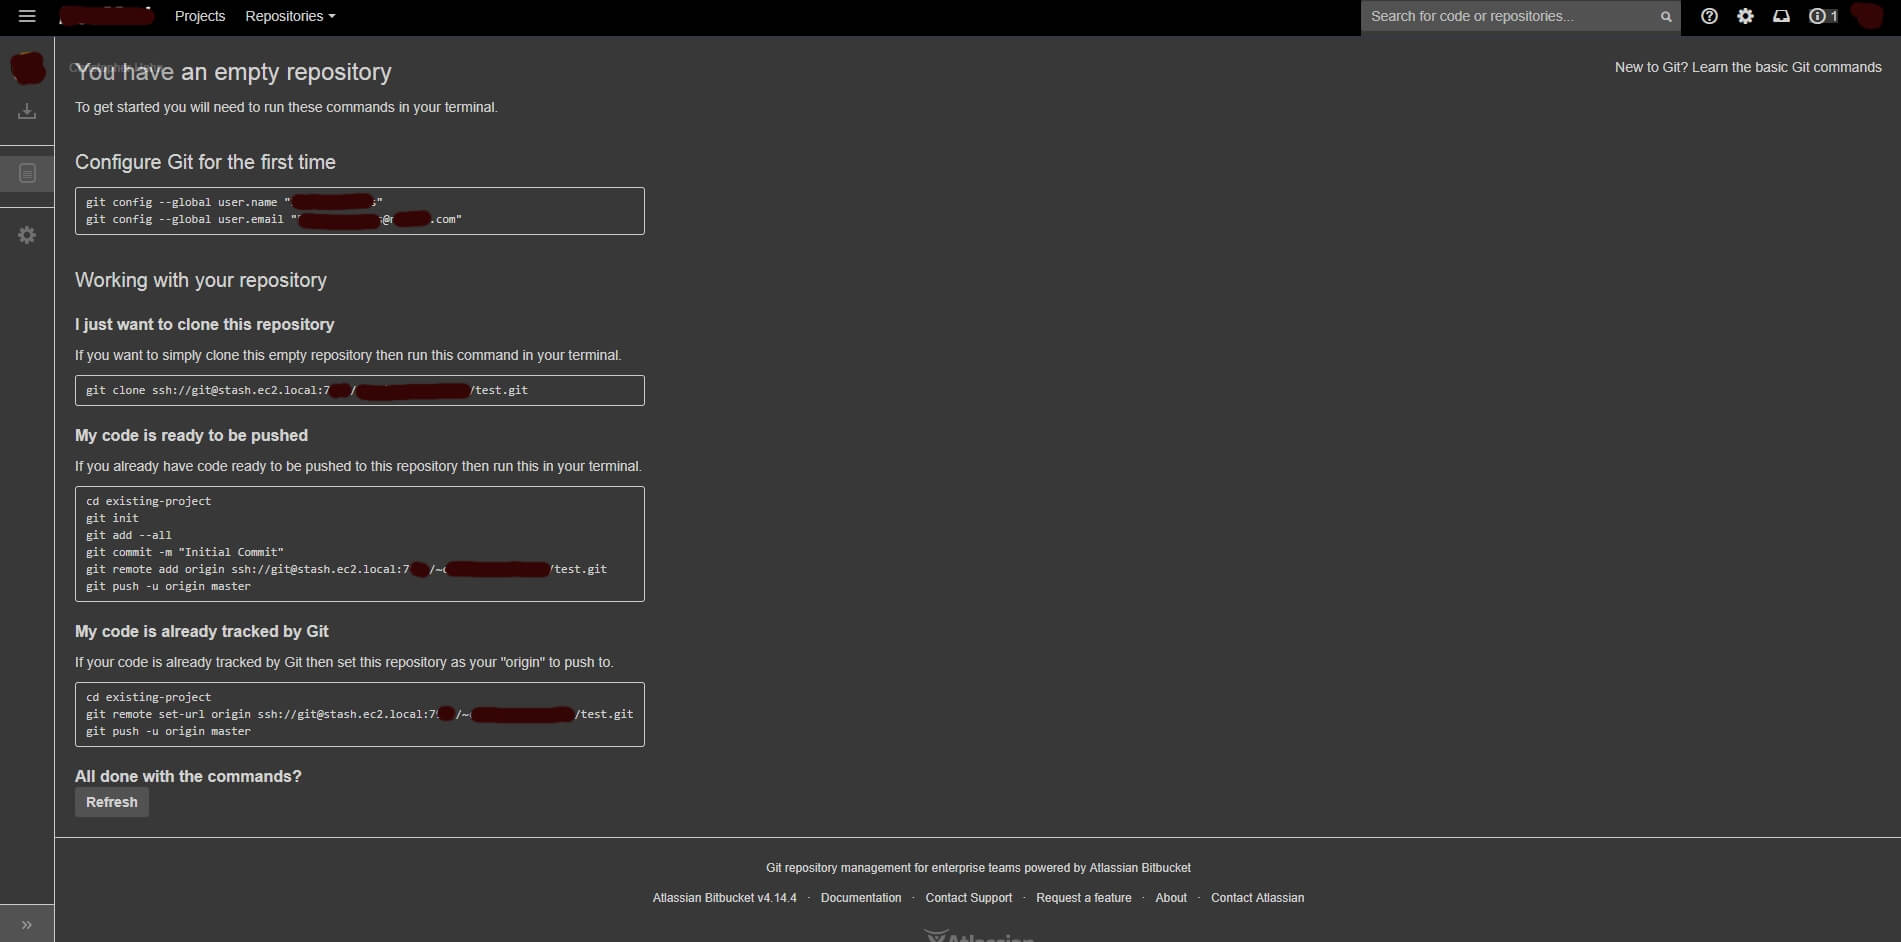 Projects Repositories
Search for code or repositories...
1
You have an empty repository
New to Git? Learn the basic Git commands
To get started you will need to run these commands in your terminal.
Configure Git for the first time
git config --global user.name " s"
git config --global user.email " @ .com"
Working with your repository
I just want to clone this repository
If you want to simply clone this empty repository then run this command in your terminal.
git clone ssh://git@stash.ec2.local:7 / /test.git
My code is ready to be pushed
If you already have code ready to be pushed to this repository then run this in your terminal.
cd existing-project
git init
git add --all
git commit -m "Initial Commit"
git remote add origin ssh://git@stash.ec2.local:7 /~ /test.git
git push -u origin master
My code is already tracked by Git
If your code is already tracked by Git then set this repository as your "origin" to push to.
cd existing-project
git remote set-url origin ssh://git@stash.ec2.local:7 /~ /test.git
git push -u origin master
All done with the commands?
Refresh
Git repository management for enterprise teams powered by Atlassian Bitbucket
Atlassian Bitbucket v4.14.4 · Documentation · Contact Support · Request a feature · About · Contact Atlassian
Atlassian